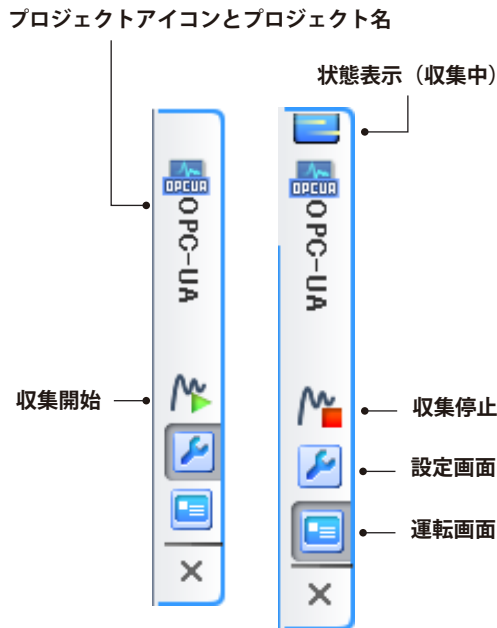 プロジェクトアイコンとプロジェクト名
状態表示（収集中）
OPCUA
OPC-UA
OPCUA
OPC-UA
収集開始
収集停止
設定画面
運転画面